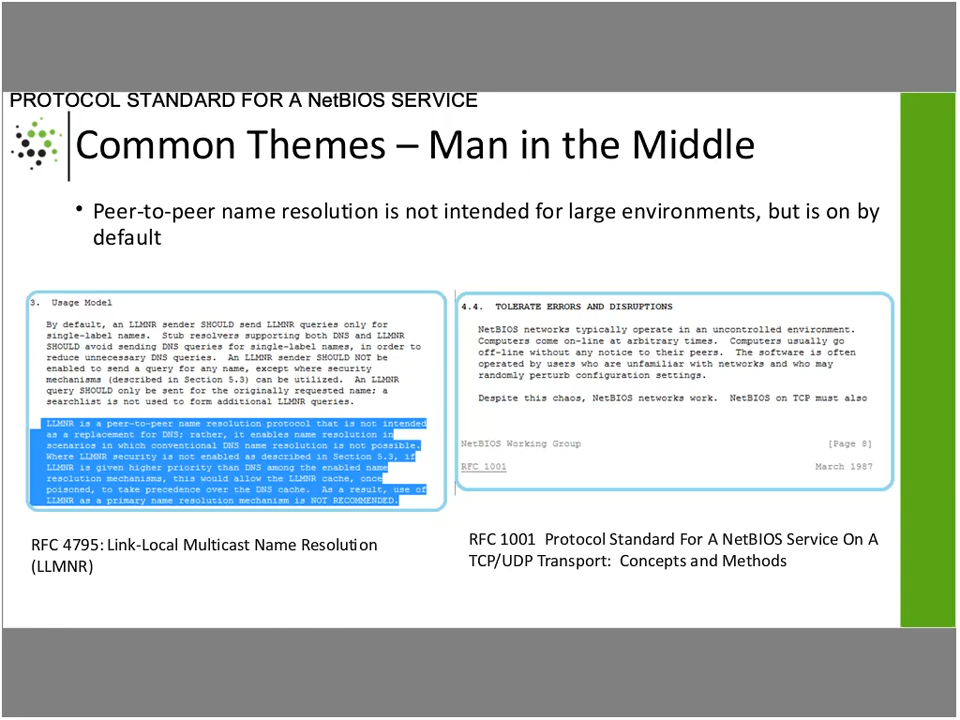 PROTOCOL STANDARD FOR A NetBIOS SERVICE
Common Themes – Man in the Middle
• Peer-to-peer name resolution is not intended for large environments, but is on by
default
3. Usage Model
By default, an LLMNR sender SHOULD send LLMNR queries only for
single-label names. Stub resolvers supporting both DNS and LLMNR
SHOULD avoid sending DNS queries for single-label names, in order to
reduce unnecessary DNS queries. An LLMNR sender SHOULD NOT be
enabled to send a query for any name, except where security
mechanisms (described in Section 5.3) can be utilized. An LLMNR
query SHOULD only be sent for the originally requested name; a
searchlist is not used to form additional LLMNR queries.
LLMNR is a peer-to-peer name resolution protocol that is not intended
as a replacement for DNS; rather, it enables name resolution in
scenarios in which conventional DNS name resolution is not possible.
Where LLMNR security is not enabled as described in Section 5.3, if
LLMNR is given higher priority than DNS among the enabled name
resolution mechanisms, this would allow the LLMNR cache, once
poisoned, to take precedence over the DNS cache. As a result, use of
LLMNR as a primary name resolution mechanism is NOT RECOMMENDED.
RFC 4795: Link-Local Multicast Name Resolution
(LLMNR)
4.4. TOLERATE ERRORS AND DISRUPTIONS
NetBIOS networks typically operate in an uncontrolled environment.
Computers come on-line at arbitrary times. Computers usually go
off-line without any notice to their peers. The software is often
operated by users who are unfamiliar with networks and who may
randomly perturb configuration settings.
Despite this chaos, NetBIOS networks work. NetBIOS on TCP must also
NetBIOS Working Group [Page 8]
RFC 1001 March 1987
RFC 1001 Protocol Standard For A NetBIOS Service On A
TCP/UDP Transport: Concepts and Methods